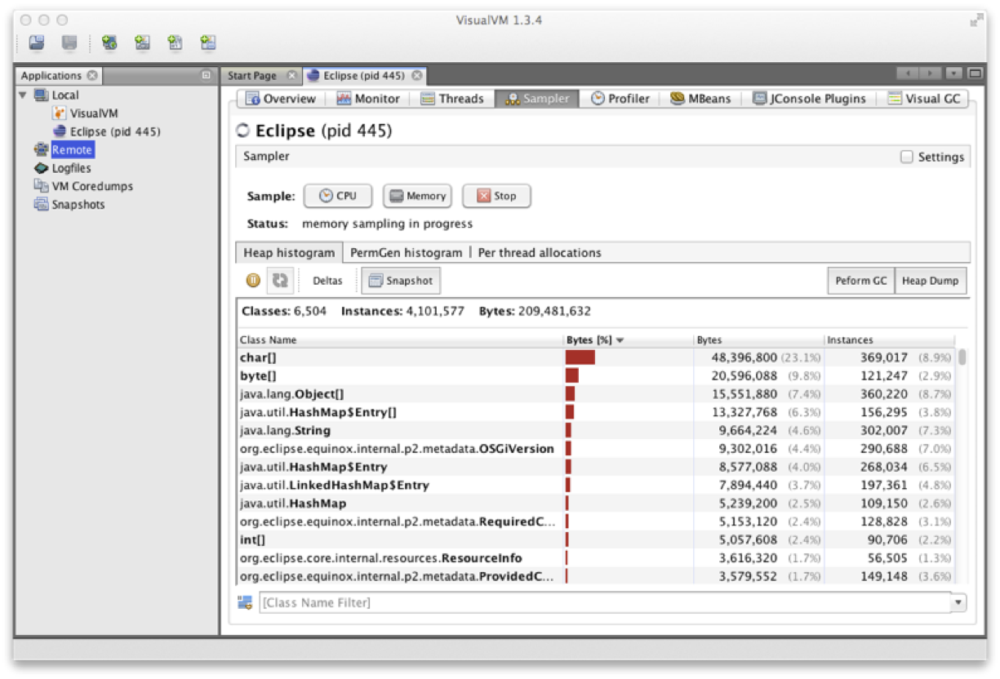 VisualVM 1.3.4
Applications
Start Page Eclipse (pid 445)
Local
VisualVM
Eclipse (pid 445)
Remote
Logfiles
VM Coredumps
Snapshots
Overview Monitor Threads Sampler Profiler MBeans JConsole Plugins Visual GC
Eclipse (pid 445)
Sampler Settings
Sample: CPU Memory Stop
Status: memory sampling in progress
Heap histogram PermGen histogram | Per thread allocations
Deltas Snapshot Peform GC Heap Dump
Classes: 6,504 Instances: 4,101,577 Bytes: 209,481,632
Class Name Bytes [%] Bytes Instances
char[] 48,396,800 (23.1%) 369,017 (8.9%)
byte[] 20,596,088 (9.8%) 121,247 (2.9%)
java.lang.Object[] 15,551,880 (7.4%) 360,220 (8.7%)
java.util.HashMap$Entry[] 13,327,768 (6.3%) 156,295 (3.8%)
java.lang.String 9,664,224 (4.6%) 302,007 (7.3%)
org.eclipse.equinox.internal.p2.metadata.OSGiVersion 9,302,016 (4.4%) 290,688 (7.0%)
java.util.HashMap$Entry 8,577,088 (4.0%) 268,034 (6.5%)
java.util.LinkedHashMap$Entry 7,894,440 (3.7%) 197,361 (4.8%)
java.util.HashMap 5,239,200 (2.5%) 109,150 (2.6%)
org.eclipse.equinox.internal.p2.metadata.RequiredC... 5,153,120 (2.4%) 128,828 (3.1%)
int[] 5,057,608 (2.4%) 90,706 (2.2%)
org.eclipse.core.internal.resources.ResourceInfo 3,616,320 (1.7%) 56,505 (1.3%)
org.eclipse.equinox.internal.p2.metadata.ProvidedC... 3,579,552 (1.7%) 149,148 (3.6%)
[Class Name Filter]